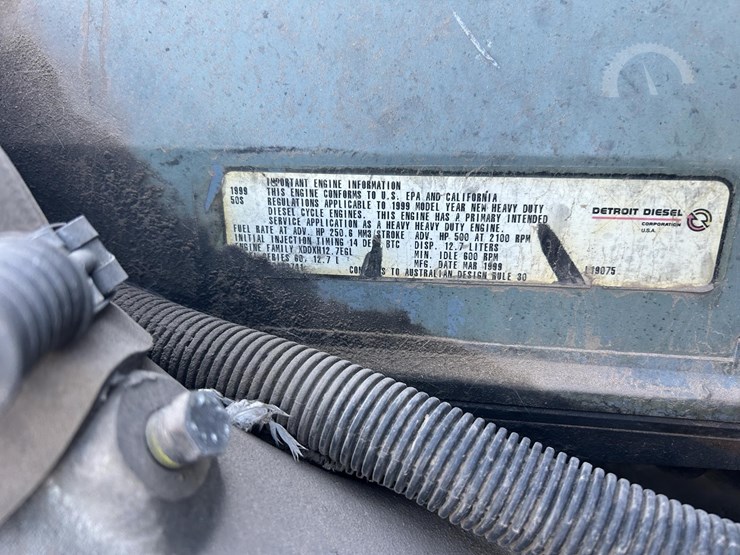 1999
50S
IMPORTANT ENGINE INFORMATION
THIS ENGINE CONFORMS TO U.S. EPA AND CALIFORNIA
REGULATIONS APPLICABLE TO 1999 MODEL YEAR NEW HEAVY DUTY
DIESEL CYCLE ENGINES. THIS ENGINE HAS A PRIMARY INTENDED
SERVICE APPLICATION AS A HEAVY HEAVY DUTY ENGINE.
FUEL RATE AT ADV. HP 250.0 MM3 STROKE ADV. HP 500 AT 2100 RPM
INITIAL INJECTION TIMING 14 DEG BTC DISP. 12.7 LITERS
ENGINE FAMILY XDDXH12.7EGL MIN. IDLE 600 RPM
SERIES 60, 12.7 L MFG. DATE MAR 1999
TO AUSTRALIAN DESIGN RULE 30
19075
DETROIT DIESEL
CORPORATION
U.S.A.